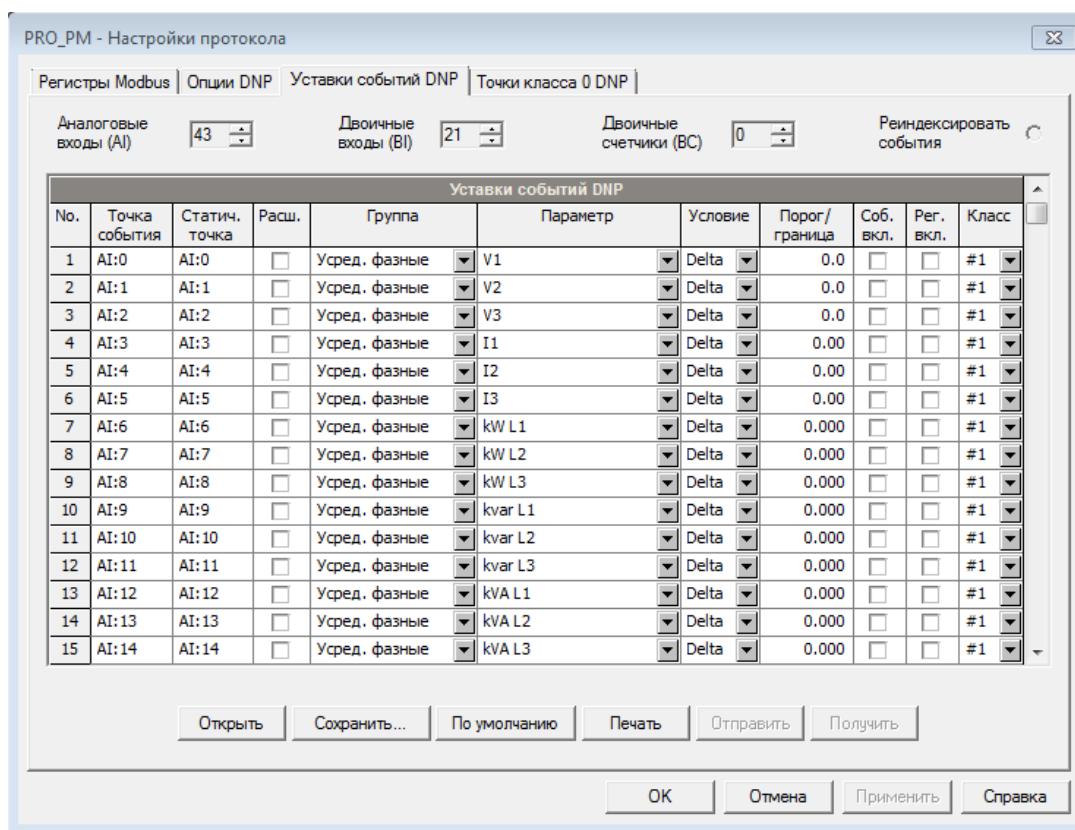 PRO_PM - Настройки протокола
Регистры Modbus Опции DNP Уставки событий DNP Точки класса 0 DNP
Аналоговые входы (AI) 43 Двоичные входы (BI) 21 Двоичные счетчики (BC) 0 Реиндексировать события
Уставки событий DNP
No. Точка события Статич. точка Расш. Группа Параметр Условие Порог/ граница Соб. вкл. Рег. вкл. Класс
1 AI:0 AI:0 Усред. фазные V1 Delta 0.0 #1
2 AI:1 AI:1 Усред. фазные V2 Delta 0.0 #1
3 AI:2 AI:2 Усред. фазные V3 Delta 0.0 #1
4 AI:3 AI:3 Усред. фазные I1 Delta 0.00 #1
5 AI:4 AI:4 Усред. фазные I2 Delta 0.00 #1
6 AI:5 AI:5 Усред. фазные I3 Delta 0.00 #1
7 AI:6 AI:6 Усред. фазные kW L1 Delta 0.000 #1
8 AI:7 AI:7 Усред. фазные kW L2 Delta 0.000 #1
9 AI:8 AI:8 Усред. фазные kW L3 Delta 0.000 #1
10 AI:9 AI:9 Усред. фазные kvar L1 Delta 0.000 #1
11 AI:10 AI:10 Усред. фазные kvar L2 Delta 0.000 #1
12 AI:11 AI:11 Усред. фазные kvar L3 Delta 0.000 #1
13 AI:12 AI:12 Усред. фазные kVA L1 Delta 0.000 #1
14 AI:13 AI:13 Усред. фазные kVA L2 Delta 0.000 #1
15 AI:14 AI:14 Усред. фазные kVA L3 Delta 0.000 #1
Открыть Сохранить... По умолчанию Печать Отправить Получить
OK Отмена Применить Справка